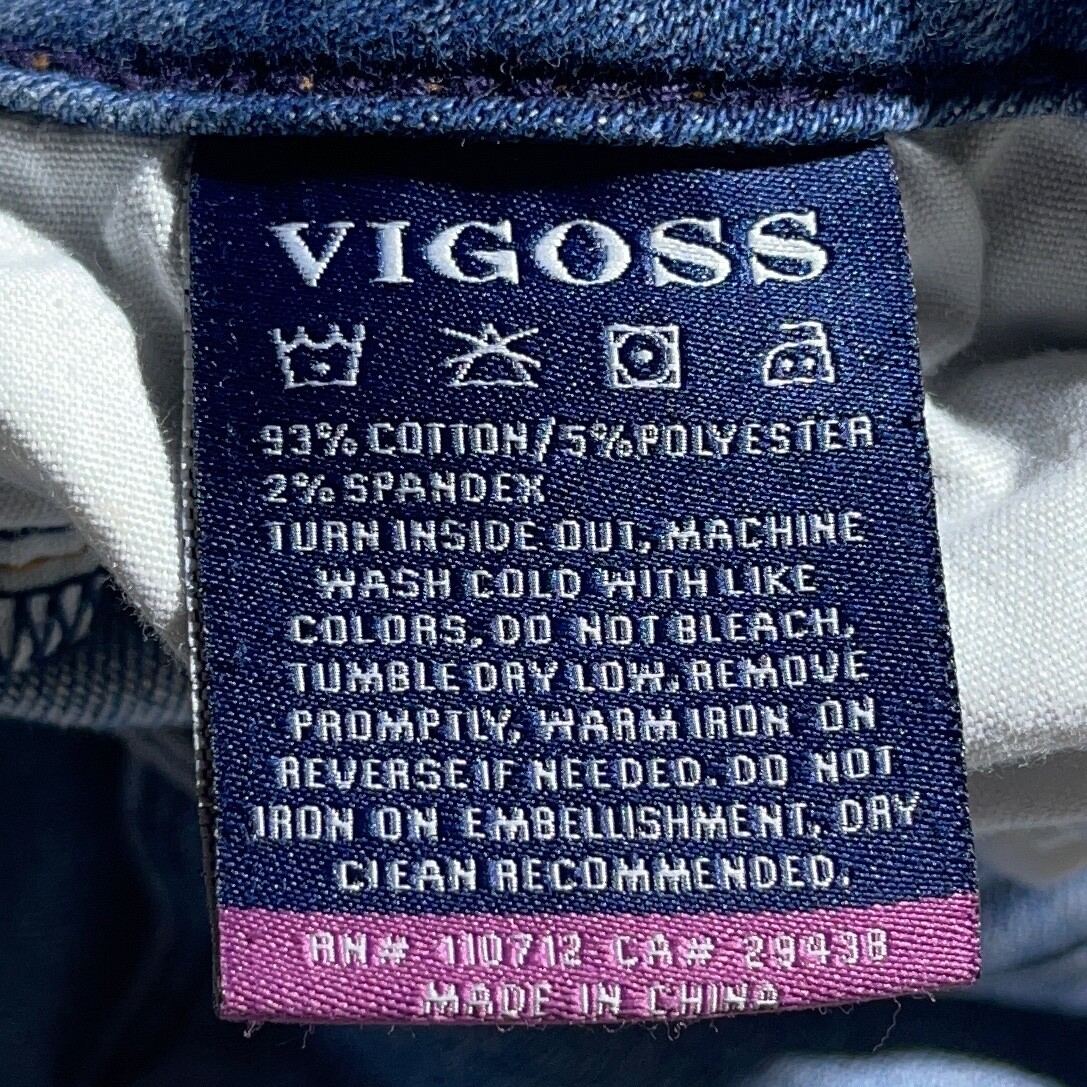 VIGOSS
93% COTTON/5%POLYESTER
2% SPANDEX
TURN INSIDE OUT, MACHINE
WASH COLD WITH LIKE
COLORS, DO NOT BLEACH,
TUMBLE DRY LOW, REMOVE
PROMPTLY, WARM IRON ON
REVERSE IF NEEDED. DO NOT
IRON ON EMBELLISHMENT, DRY
CLEAN RECOMMENDED.
RN# 110712 CA# 29438
MADE IN CHINA